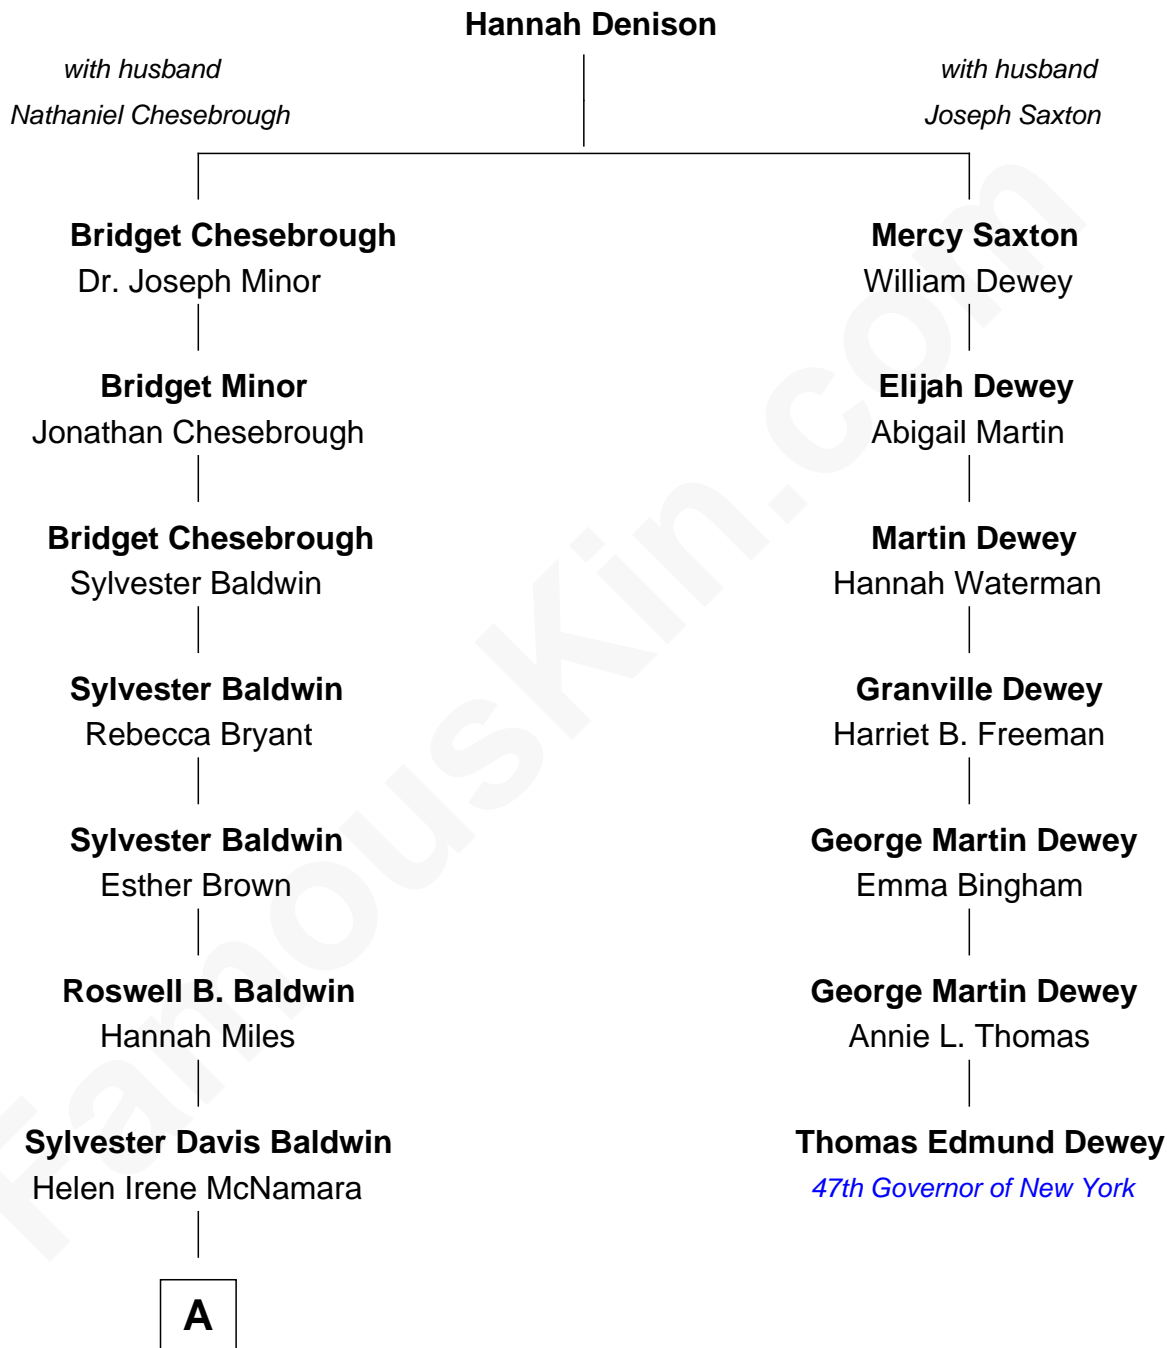 Hannah Denison
with husband
Nathaniel Chesebrough
with husband
Joseph Saxton
Bridget Chesebrough
Dr. Joseph Minor
Mercy Saxton
William Dewey
Bridget Minor
Jonathan Chesebrough
Elijah Dewey
Abigail Martin
Bridget Chesebrough
Sylvester Baldwin
Martin Dewey
Hannah Waterman
Sylvester Baldwin
Rebecca Bryant
Granville Dewey
Harriet B. Freeman
Sylvester Baldwin
Esther Brown
George Martin Dewey
Emma Bingham
Roswell B. Baldwin
Hannah Miles
George Martin Dewey
Annie L. Thomas
Sylvester Davis Baldwin
Helen Irene McNamara
Thomas Edmund Dewey
47th Governor of New York
A
FamousKin.com